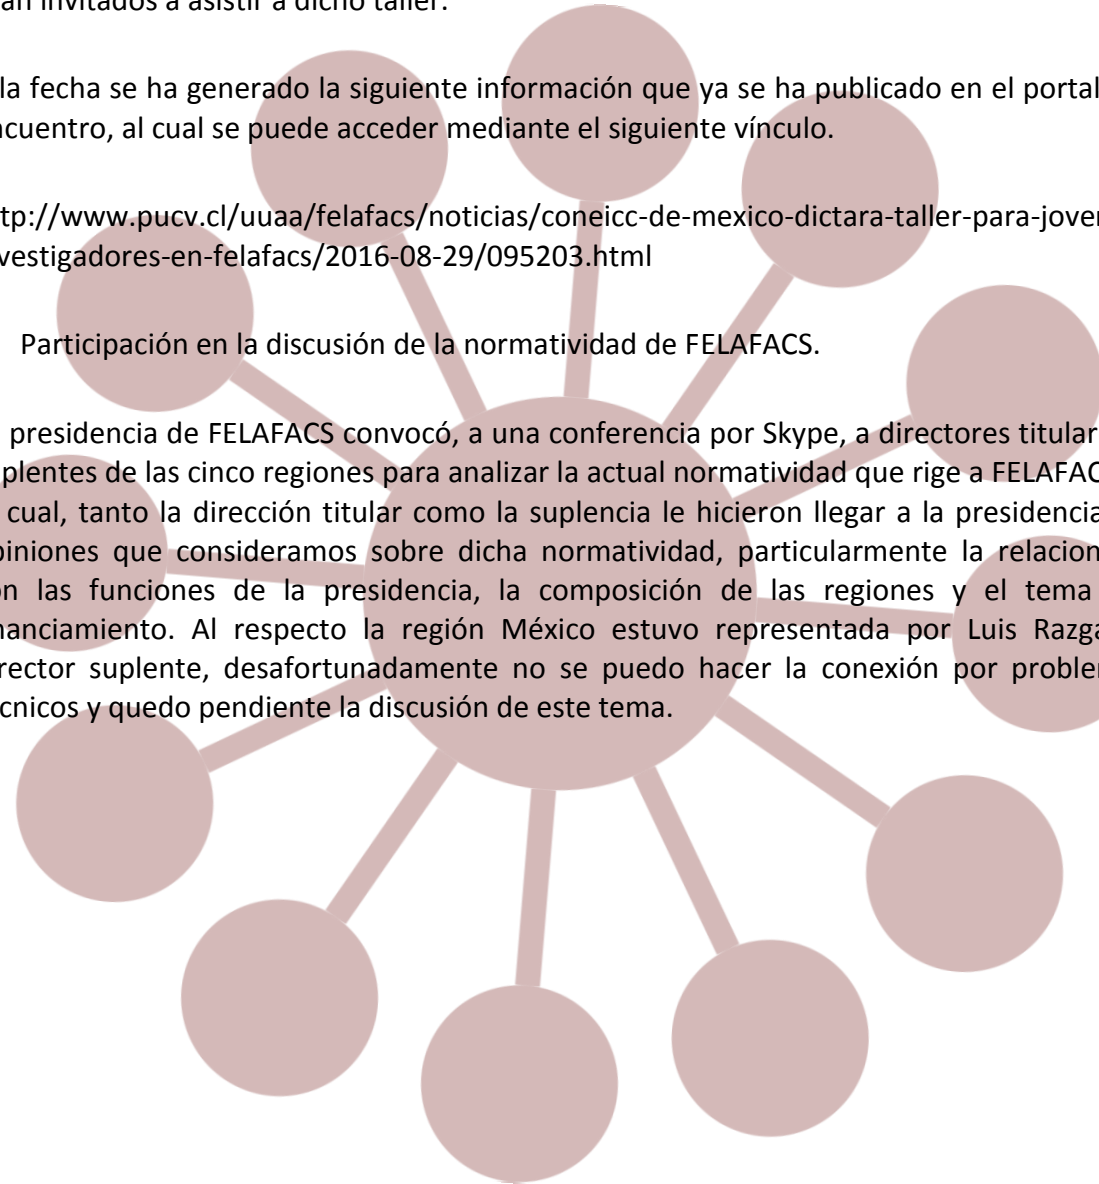 an invitados a asistir a dicho taller.
la fecha se ha generado la siguiente información que ya se ha publicado en el portal
ncuentro, al cual se puede acceder mediante el siguiente vínculo.
tp://www.pucv.cl/uuaa/felafacs/noticias/coneicc-de-mexico-dictara-taller-para-jover
vestigadores-en-felafacs/2016-08-29/095203.html
Participación en la discusión de la normatividad de FELAFACS.
presidencia de FELAFACS convocó, a una conferencia por Skype, a directores titular
plentes de las cinco regiones para analizar la actual normatividad que rige a FELAFAC
cual, tanto la dirección titular como la suplencia le hicieron llegar a la presidencia
piniones que consideramos sobre dicha normatividad, particularmente la relacion
n las funciones de la presidencia, la composición de las regiones y el tema
nanciamiento. Al respecto la región México estuvo representada por Luis Razga
rector suplente, desafortunadamente no se puedo hacer la conexión por problem
cnicos y quedo pendiente la discusión de este tema.